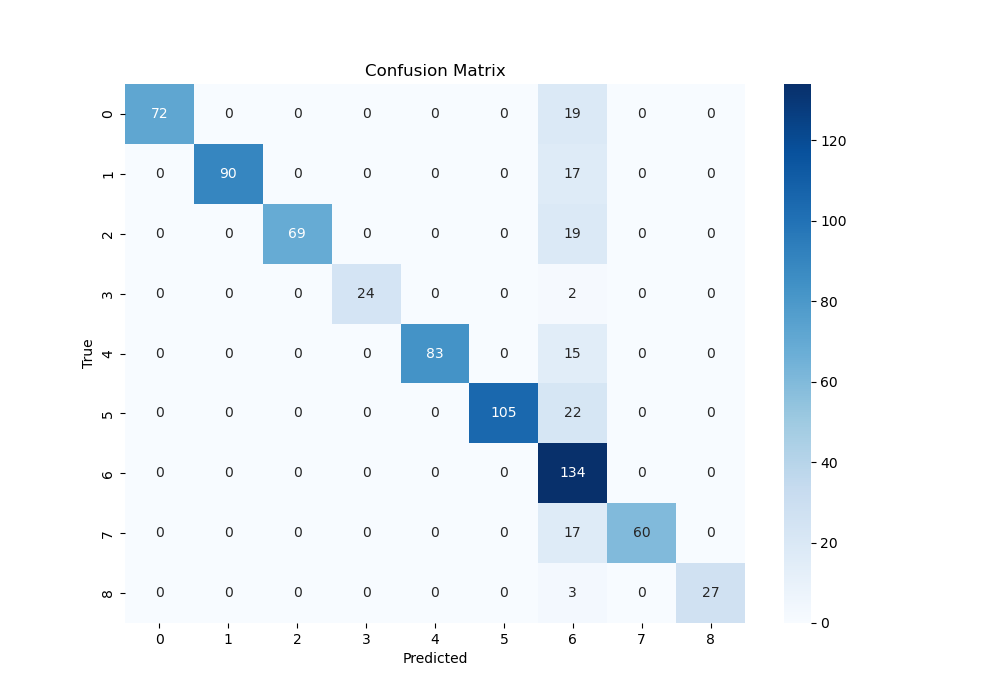 Confusion Matrix
True
0 72 0 0 0 0 0 19 0 0
1 0 90 0 0 0 0 17 0 0
2 0 0 69 0 0 0 19 0 0
3 0 0 0 24 0 0 2 0 0
4 0 0 0 0 83 0 15 0 0
5 0 0 0 0 0 105 22 0 0
6 0 0 0 0 0 0 134 0 0
7 0 0 0 0 0 0 17 60 0
8 0 0 0 0 0 0 3 0 27
0 1 2 3 4 5 6 7 8
Predicted
120
100
80
60
40
20
0